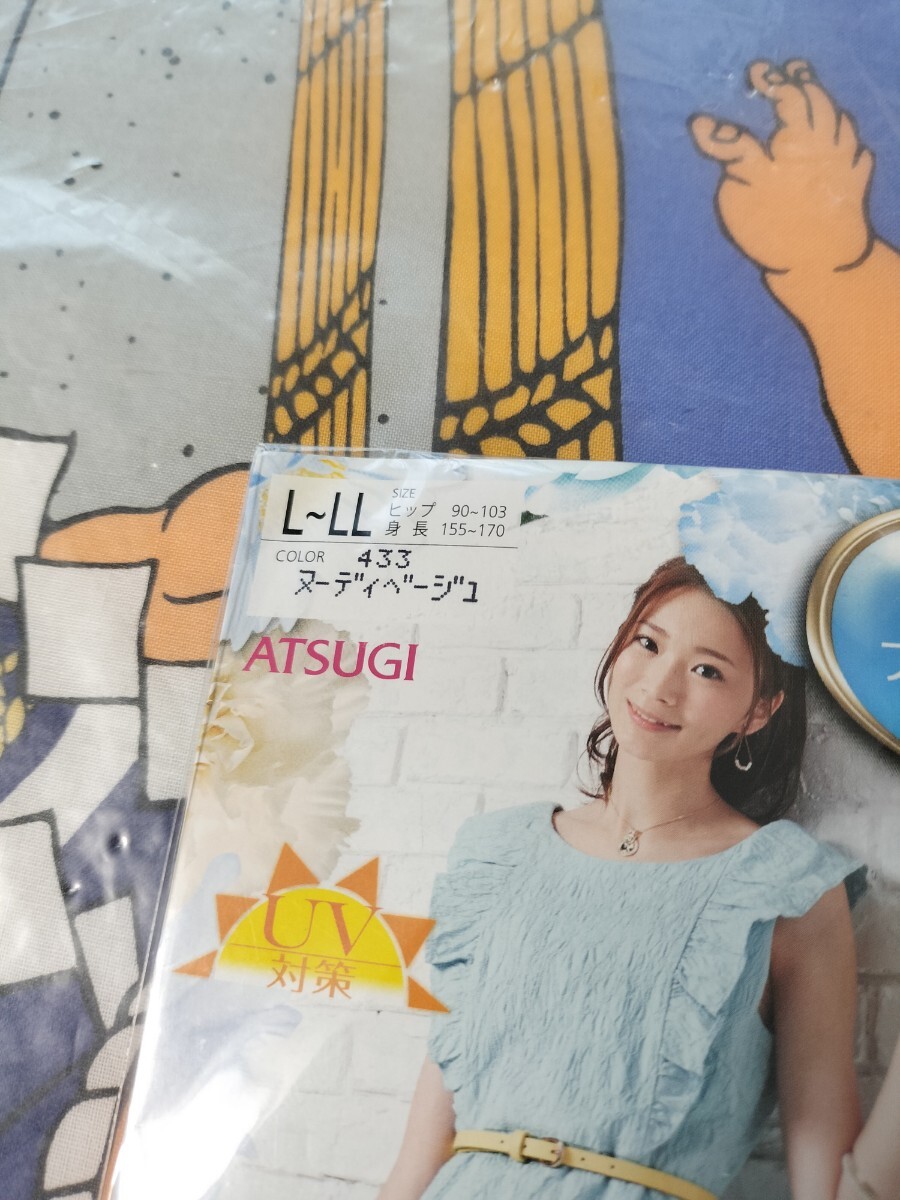 L~LL
SIZE
ヒップ 90~103
身長 155~170
COLOR 433
ヌーディベージュ
ATSUGI
UV
対策